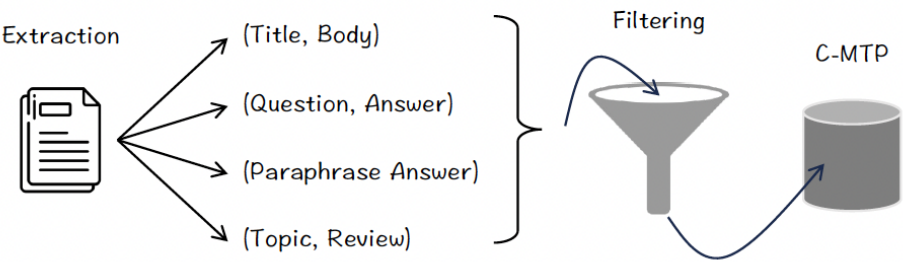 Extraction
(Title, Body)
(Question, Answer)
(Paraphrase Answer)
(Topic, Review)
Filtering
C-MTP